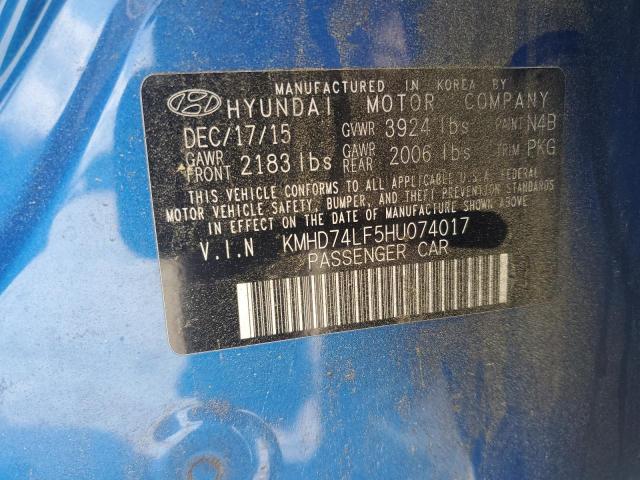 MANUFACTURED IN KOREA BY
HYUNDAI MOTOR COMPANY
DEC/17/15 GVWR 3924 lbs PAINT N4B
GAWR FRONT 2183 lbs GAWR REAR 2006 lbs TRIM PKG
THIS VEHICLE CONFORMS TO ALL APPLICABLE U.S.A. FEDERAL
MOTOR VEHICLE SAFETY, BUMPER, AND THEFT PREVENTION STANDARDS
IN EFFECT ON THE DATE OF MANUFACTURE SHOWN ABOVE
V.I.N KMHD74LF5HU074017
PASSENGER CAR